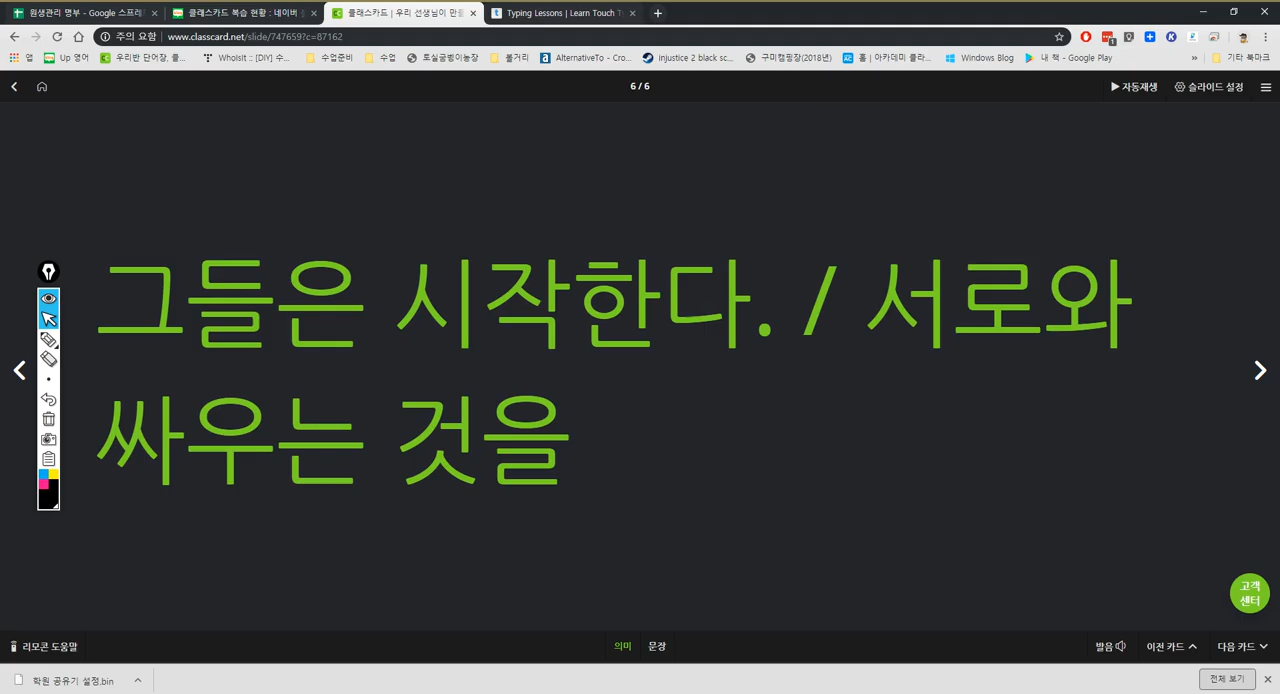 원생관리 명부 - Google 스프레
클래스카드 복습 현황 : 네이버
클래스카드 | 우리 선생님이 만들
Typing Lessons | Learn Touch T
주의 요함
www.classcard.net/slide/747659?c=87162
앱
Up 영어
우리반 단어장, 클...
WhoIst :: [DIY] 수...
수업준비
수업
토실굼벵이농장
볼거리
AlternativeTo - Cro...
injustice 2 black sc...
구미캠핑장(2018년)
홈 | 아카데미 클라...
Windows Blog
내 책 - Google Play
»
기타 북마크
6 / 6
자동재생
슬라이드 설정
그들은 시작한다. / 서로와
싸우는 것을
고객
센터
리모콘 도움말
의미
문장
발음
이전 카드
다음 카드
학원 공유기 설정.bin
전체 보기